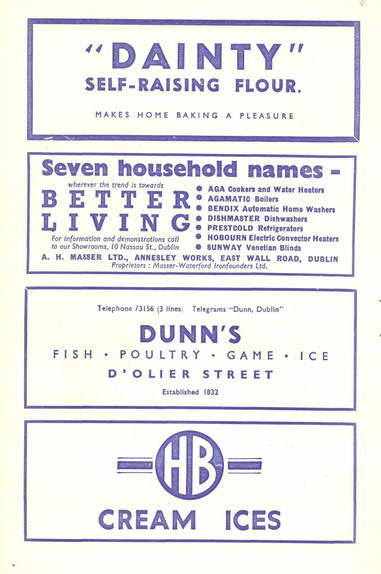 "DAINTY"
SELF-RAISING FLOUR.
MAKES HOME BAKING A PLEASURE
Seven household names -
wherever the trend is towards
BETTER
LIVING
For information and demonstrations call
to our Showrooms, 10 Nassau St., Dublin
• AGA Cookers and Water Heaters
• AGAMATIC Boilers
• BENDIX Automatic Home Washers
• DISHMASTER Dishwashers
• PRESTCOLD Refrigerators
• HOBOURN Electric Convector Heaters
• SUNWAY Venetian Blinds
A. H. MASSER LTD., ANNESLEY WORKS, EAST WALL ROAD, DUBLIN
Proprietors : Masser-Waterford Ironfounders Ltd.
Telephone 73156 (3 lines) Telegrams "Dunn, Dublin"
DUNN'S
FISH · POULTRY · GAME · ICE
D'OLIER STREET
Established 1832
HB
CREAM ICES